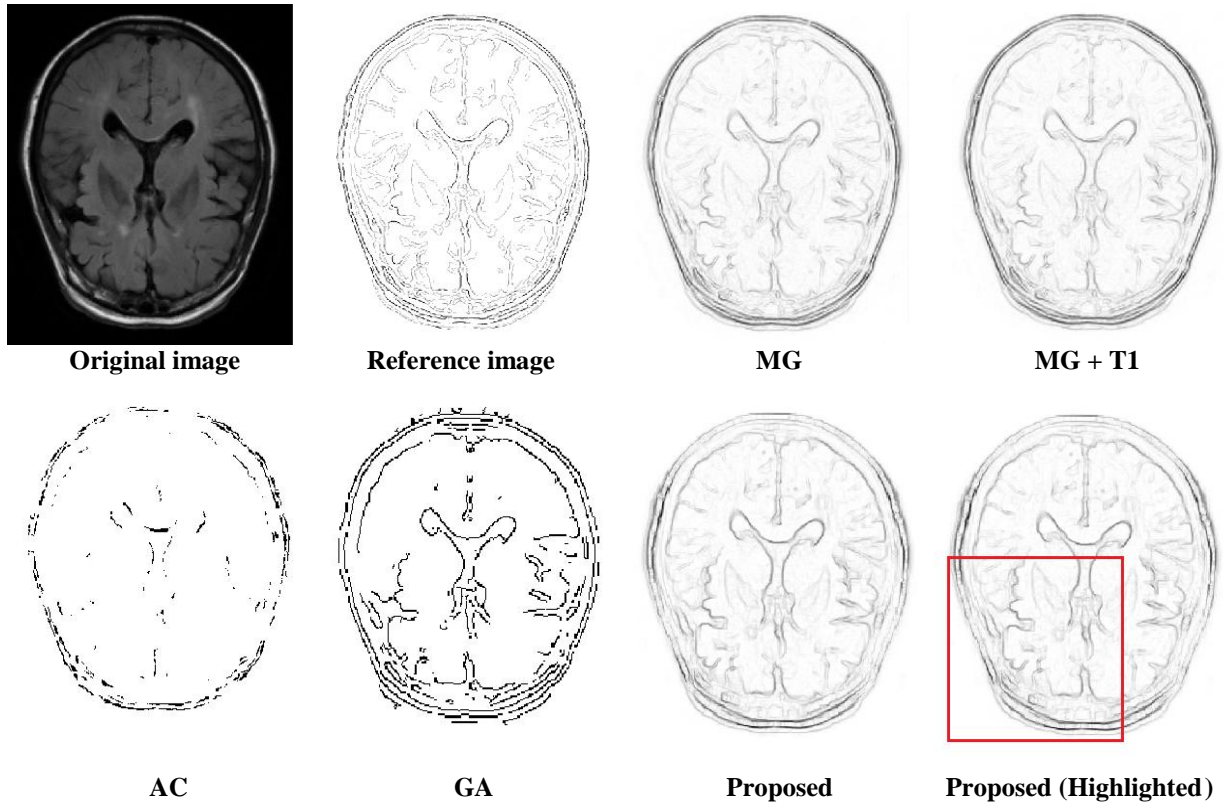 Original image
Reference image
MG
MG + T1
AC
GA
Proposed
Proposed (Highlighted)